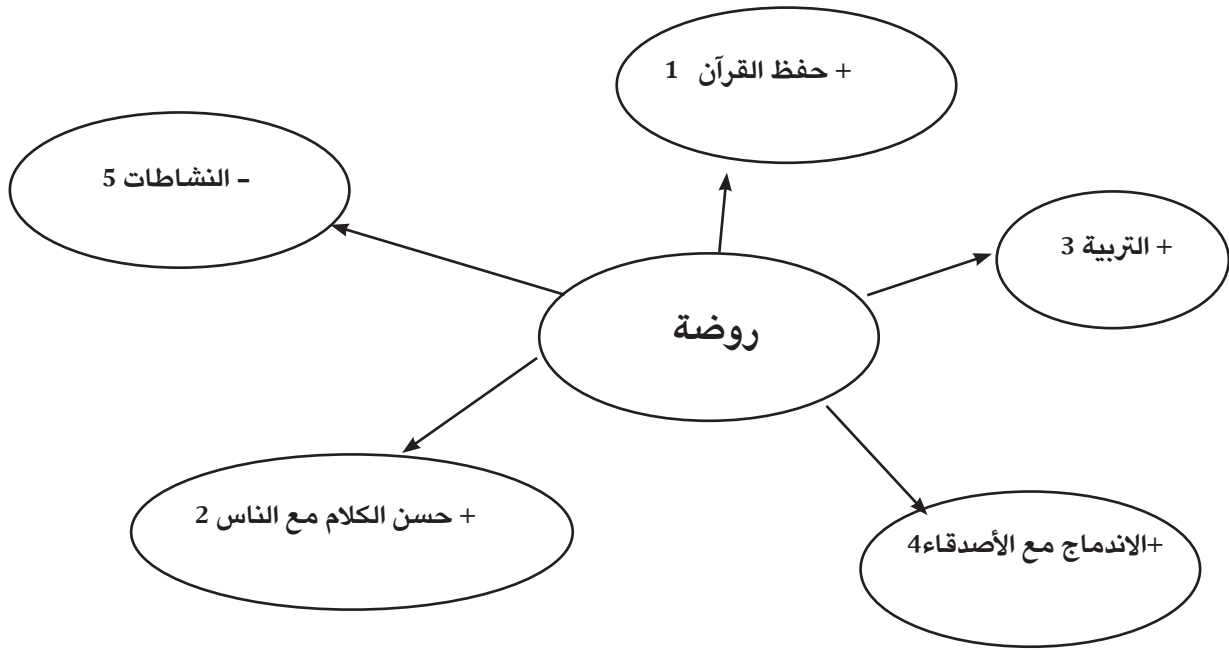 + حفظ القرآن 1
- النشاطات 5
+ التربية 3
روضة
+ حسن الكلام مع الناس 2
+الاندماج مع الأصدقاء4